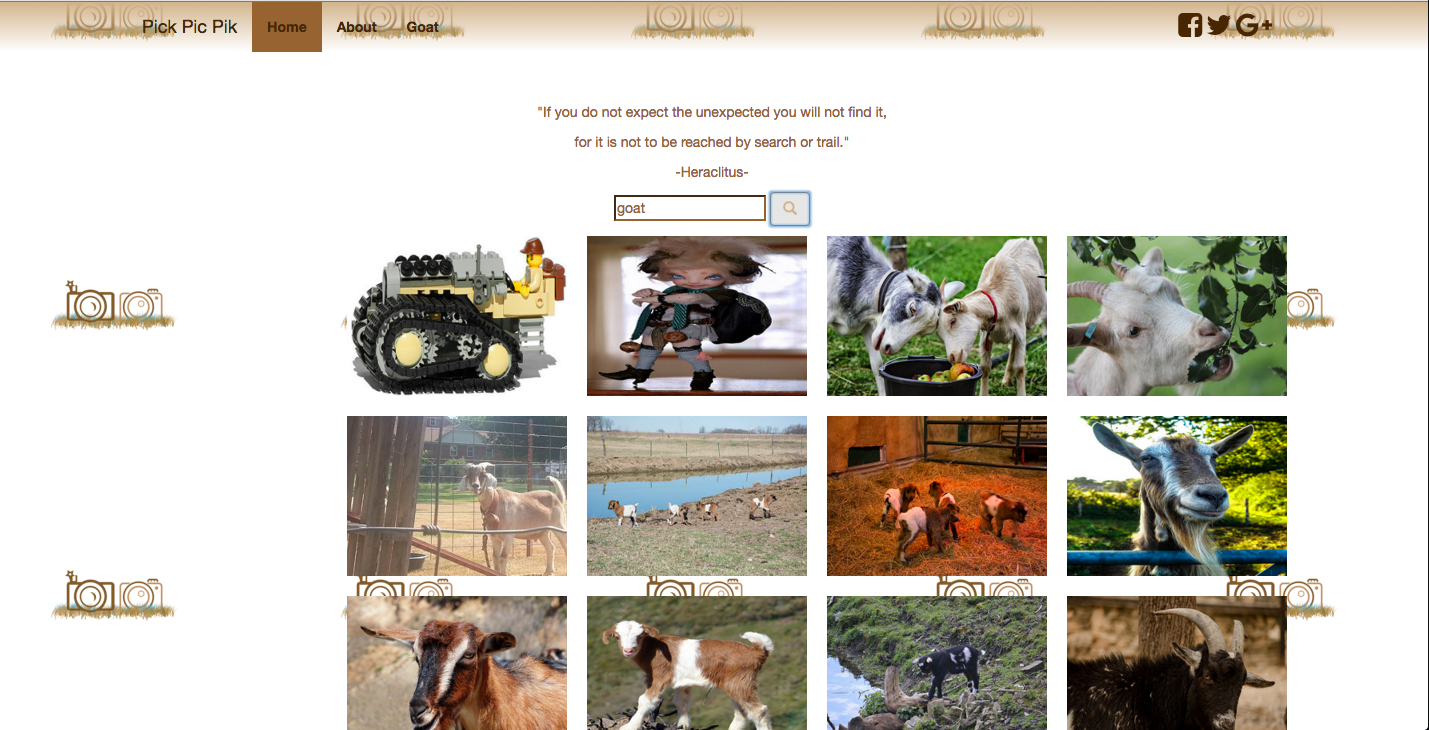 Pick Pic Pik Home About Goat
"If you do not expect the unexpected you will not find it,
for it is not to be reached by search or trail."
-Heraclitus-
goat